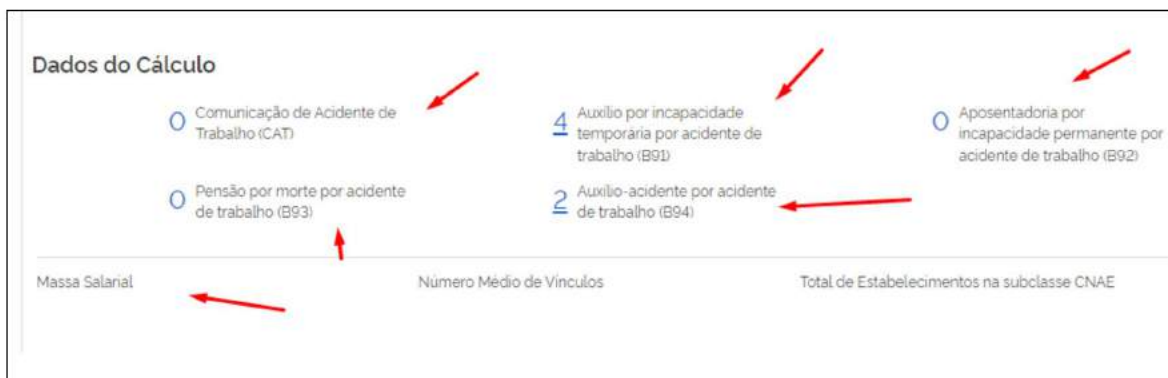 Dados do Cálculo
0 Comunicação de Acidente de
Trabalho (CAT)
4 Auxílio por incapacidade
temporária por acidente de
trabalho (B91)
0 Aposentadoria por
incapacidade permanente por
acidente de trabalho (B92)
0 Pensão por morte por acidente
de trabalho (B93)
2 Auxílio-acidente por acidente
de trabalho (B94)
Massa Salarial
Número Médio de Vínculos
Total de Estabelecimentos na subclasse CNAE